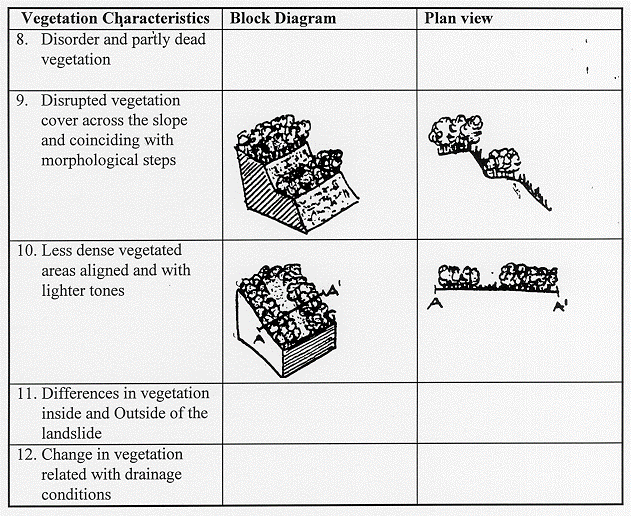 Vegetation Characteristics Block Diagram Plan view
8. Disorder and partly dead
vegetation
9. Disrupted vegetation
cover across the slope
and coinciding with
morphological steps
10. Less dense vegetated
areas aligned and with
lighter tones
A A'
A A'
11. Differences in vegetation
inside and Outside of the
landslide
12. Change in vegetation
related with drainage
conditions